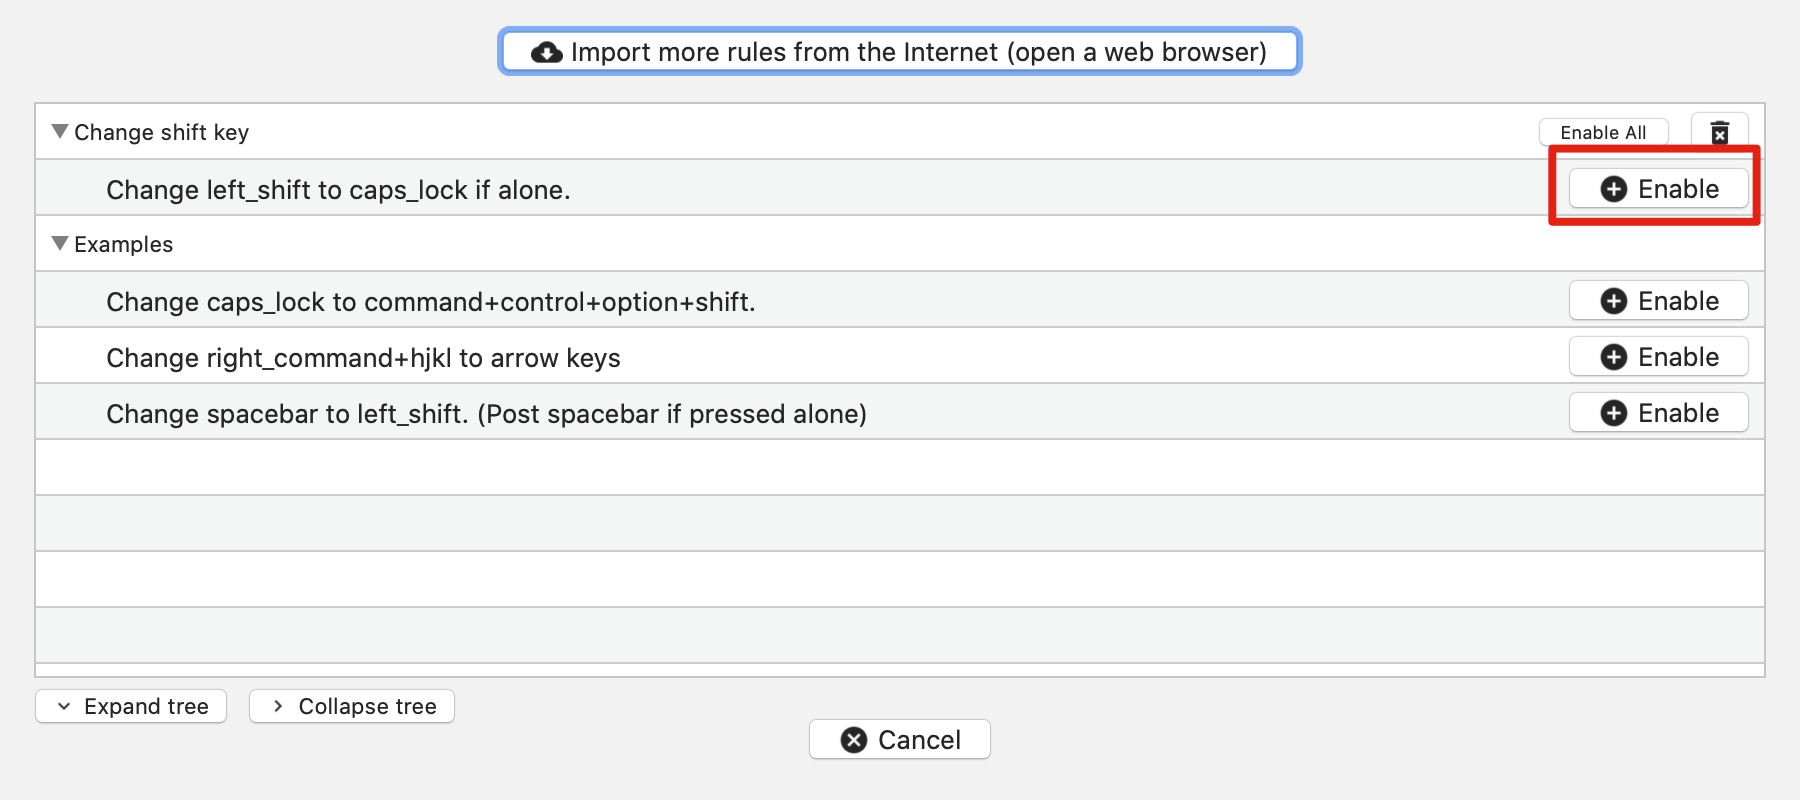 Import more rules from the Internet (open a web browser)
Change shift key
Enable All
Change left_shift to caps_lock if alone.
Enable
Examples
Change caps_lock to command+control+option+shift.
Enable
Change right_command+hjkl to arrow keys
Enable
Change spacebar to left_shift. (Post spacebar if pressed alone)
Enable
Expand tree
Collapse tree
Cancel